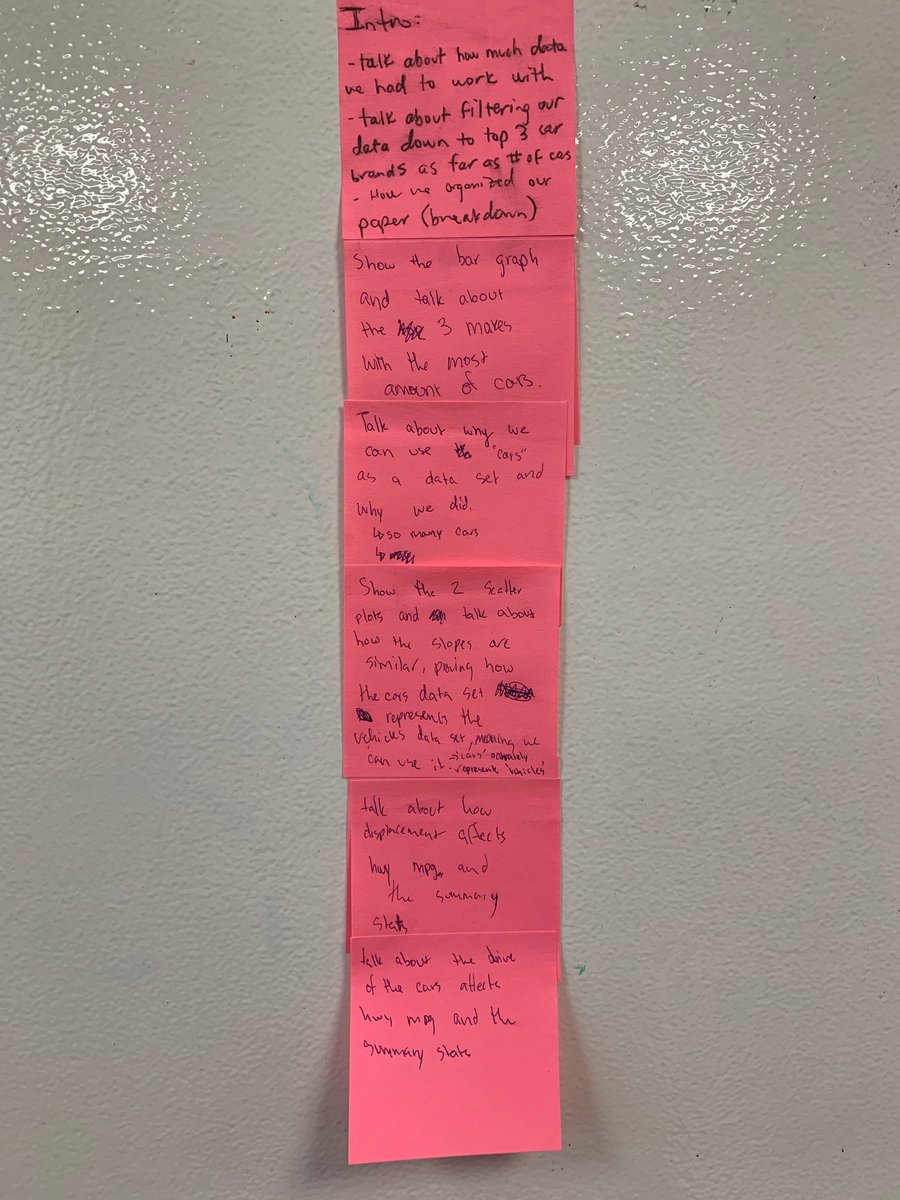 Intro:
- talk about how much data
we had to work with
- talk about filtering our
data down to top 3 car
brands as far as # of cars
- How we organized our
paper (breakdown)
Show the bar graph
and talk about
the 3 makes
with the most
amount of cars.
Talk about why we
can use "cars"
as a data set and
why we did.
↳ so many cars
↳
Show the 2 scatter
plots and talk about
how the slopes are
similar, proving how
the cars data set
represents the
vehicles data set, making we
can use it → 'cars' accurately
represents 'vehicles'
talk about how
displacement affects
hwy mpg and
the summary
stats
talk about the drive
of the cars affects
hwy mpg and the
summary stats